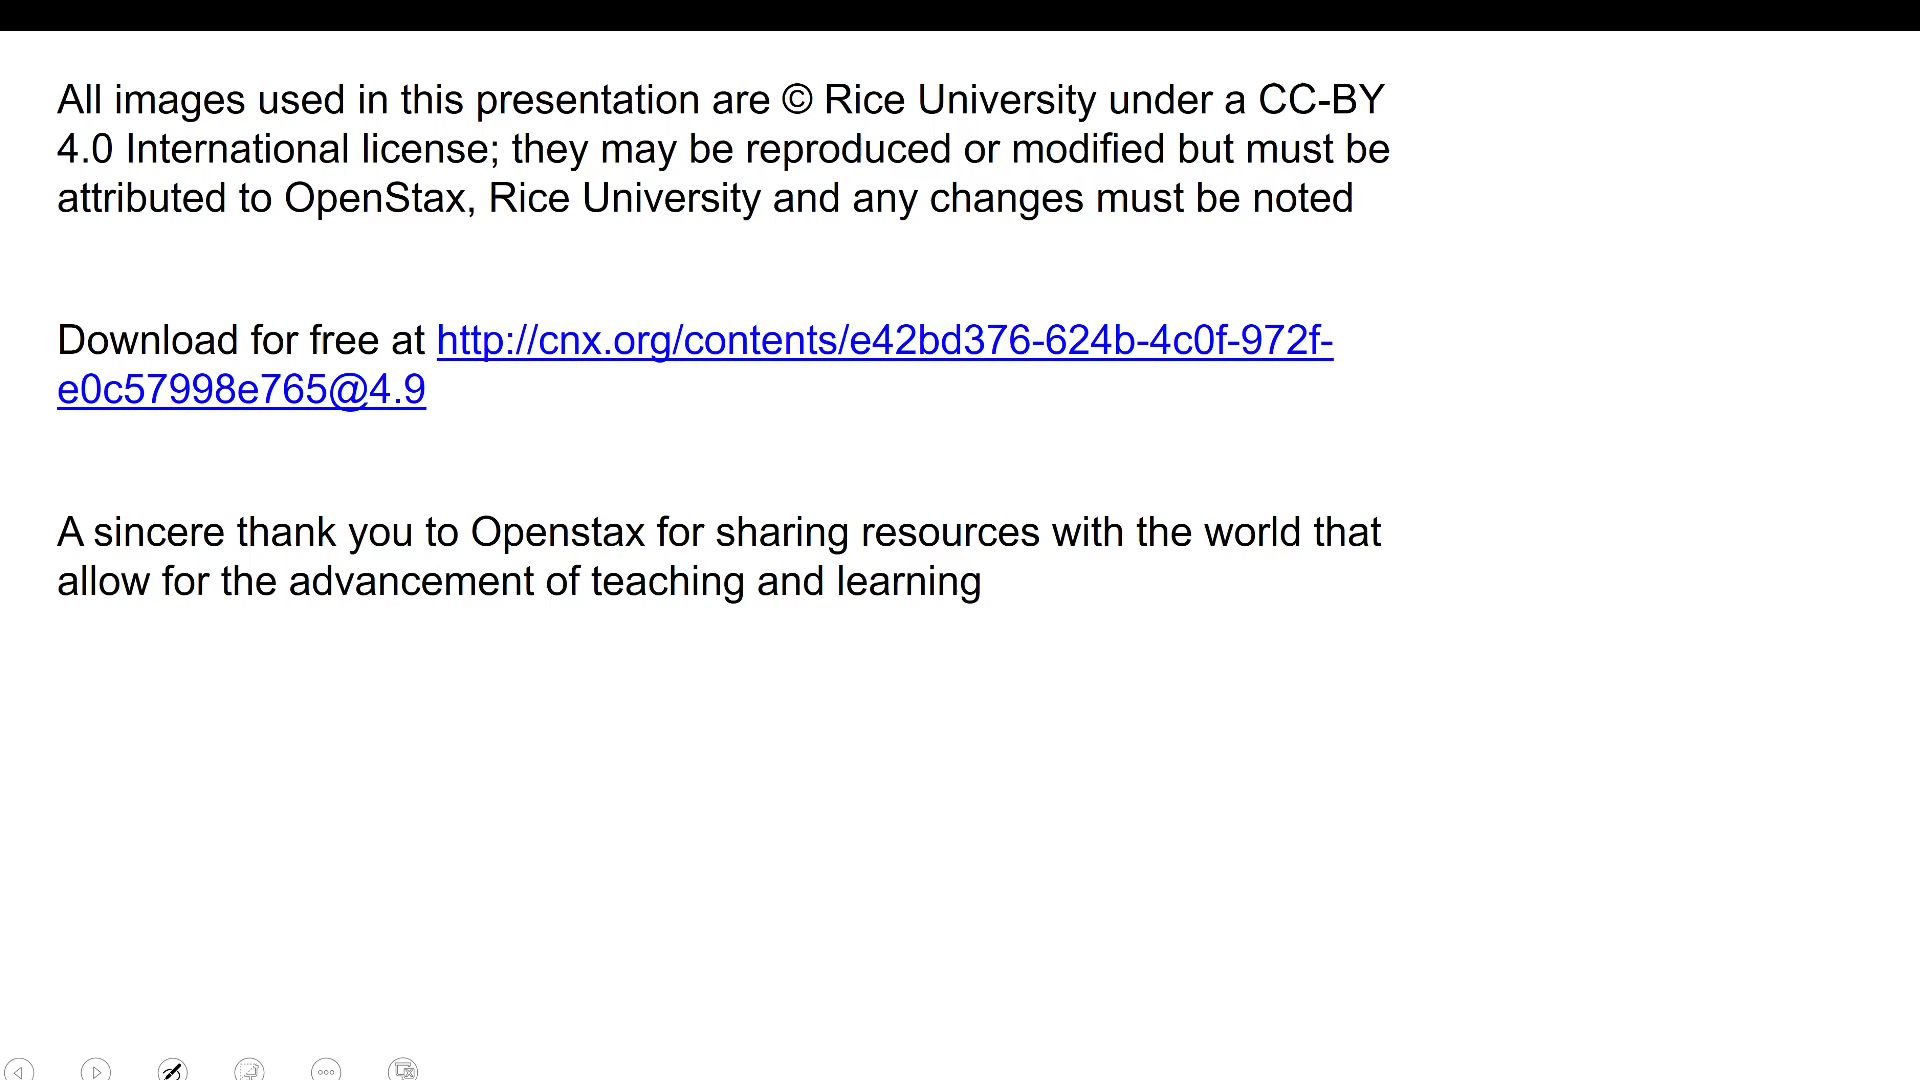 All images used in this presentation are © Rice University under a CC-BY
4.0 International license; they may be reproduced or modified but must be
attributed to OpenStax, Rice University and any changes must be noted
Download for free at http://cnx.org/contents/e42bd376-624b-4c0f-972f-
e0c57998e765@4.9
A sincere thank you to Openstax for sharing resources with the world that
allow for the advancement of teaching and learning